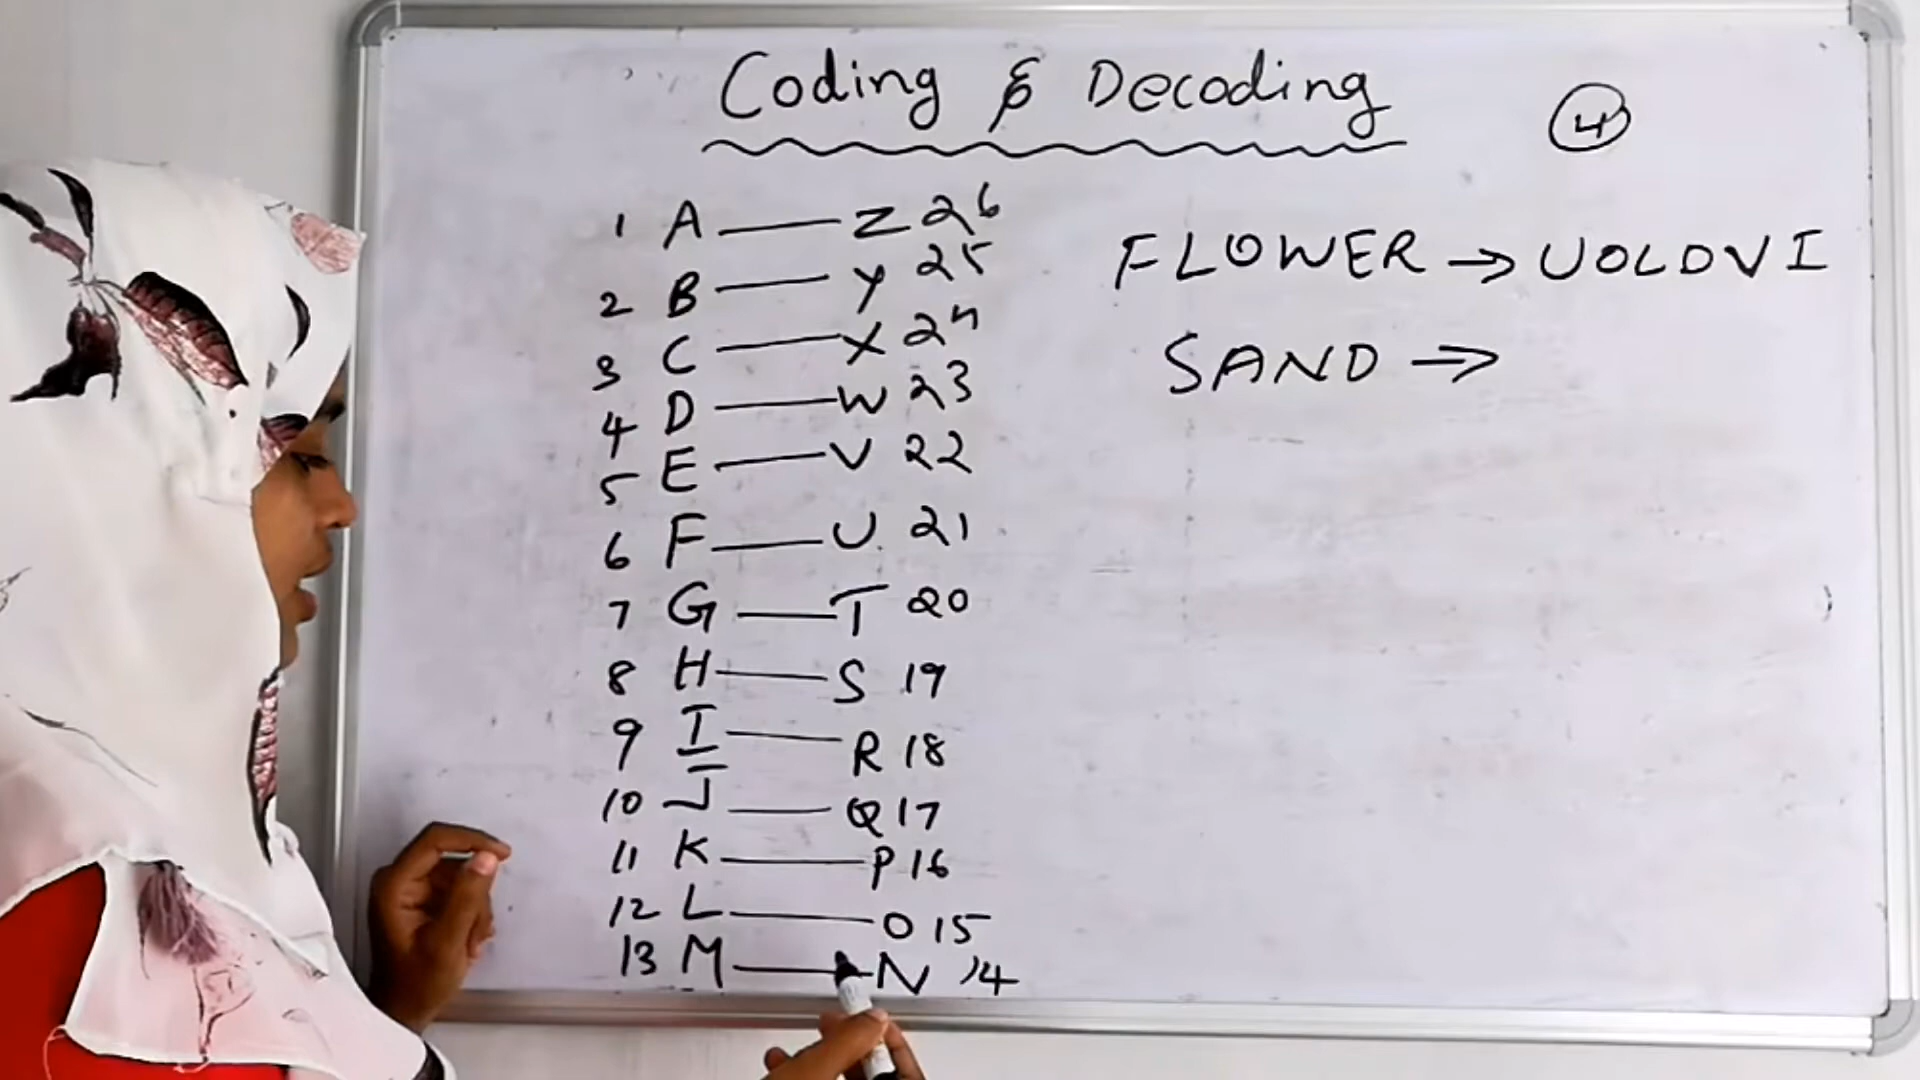 Coding & Decoding
4
1 A — Z 26
2 B — Y 25
3 C — X 24
4 D — W 23
5 E — V 22
6 F — U 21
7 G — T 20
8 H — S 19
9 I — R 18
10 J — Q 17
11 K — P 16
12 L — O 15
13 M — N 14
FLOWER → UOLDVI
SAND →